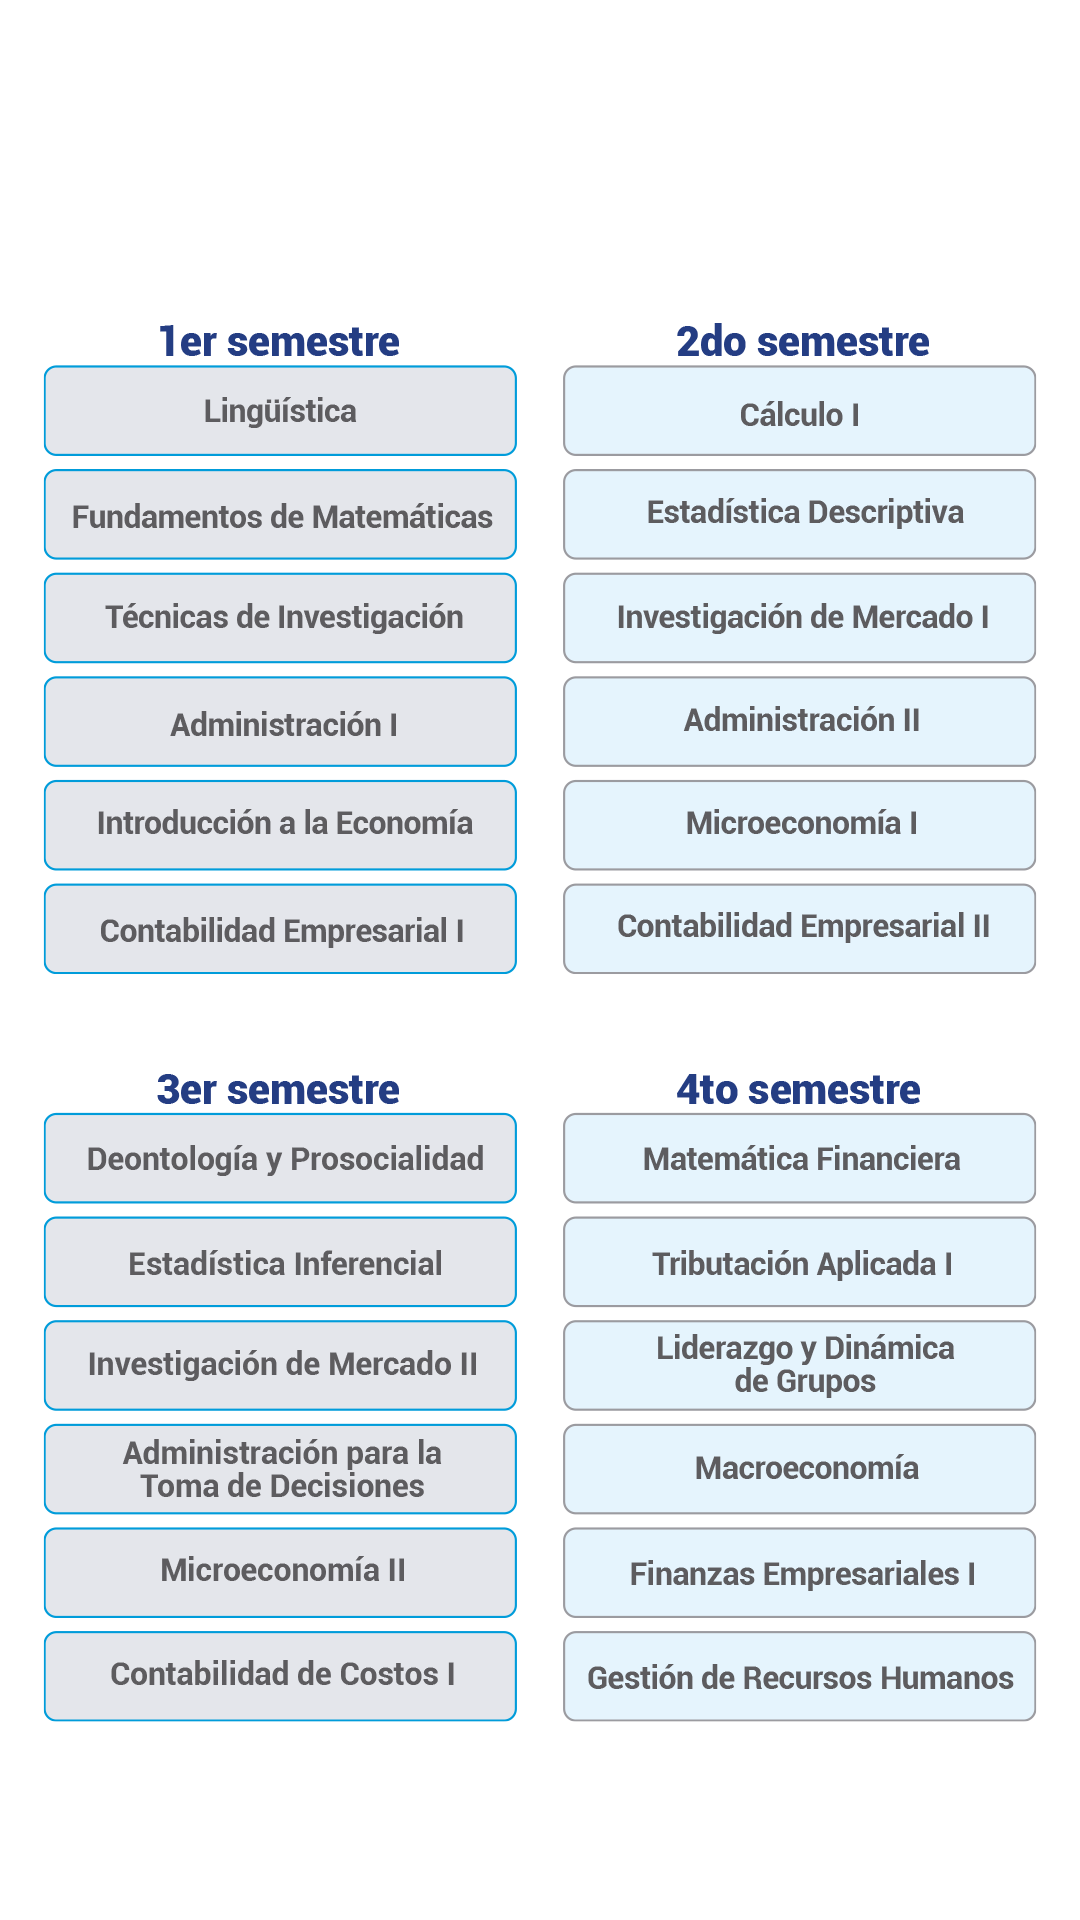 1er semestre
Lingüística
Fundamentos de Matemáticas
Técnicas de Investigación
Administración I
Introducción a la Economía
Contabilidad Empresarial I
2do semestre
Cálculo I
Estadística Descriptiva
Investigación de Mercado I
Administración II
Microeconomía I
Contabilidad Empresarial II
3er semestre
Deontología y Prosocialidad
Estadística Inferencial
Investigación de Mercado II
Administración para la
Toma de Decisiones
Microeconomía II
Contabilidad de Costos I
4to semestre
Matemática Financiera
Tributación Aplicada I
Liderazgo y Dinámica
de Grupos
Macroeconomía
Finanzas Empresariales I
Gestión de Recursos Humanos